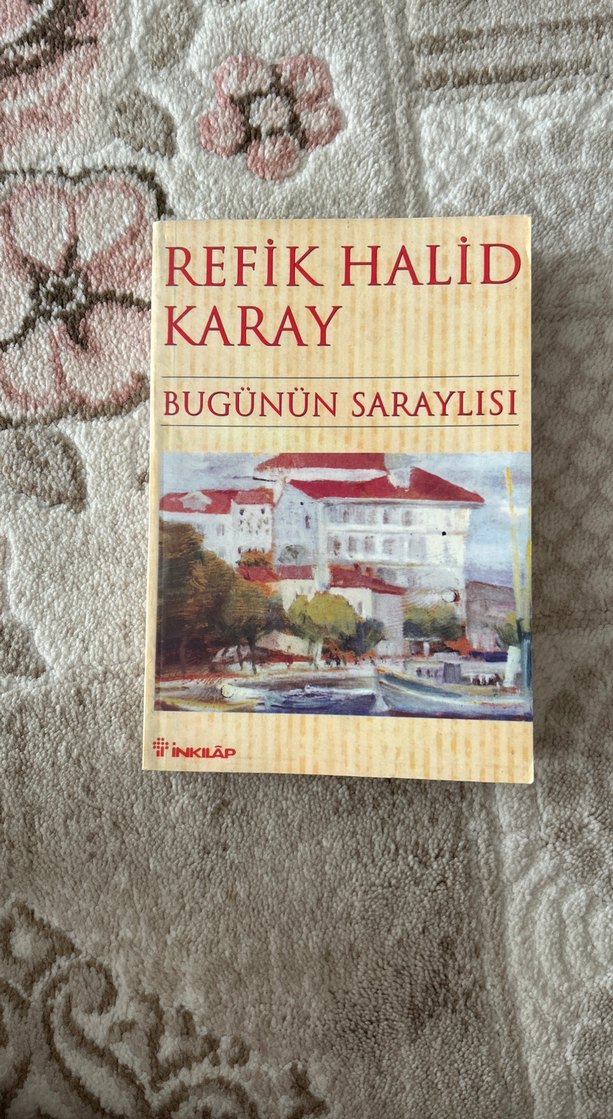 REFİK HALİD
KARAY
BUGÜNÜN SARAYLISI
İNKILÂP